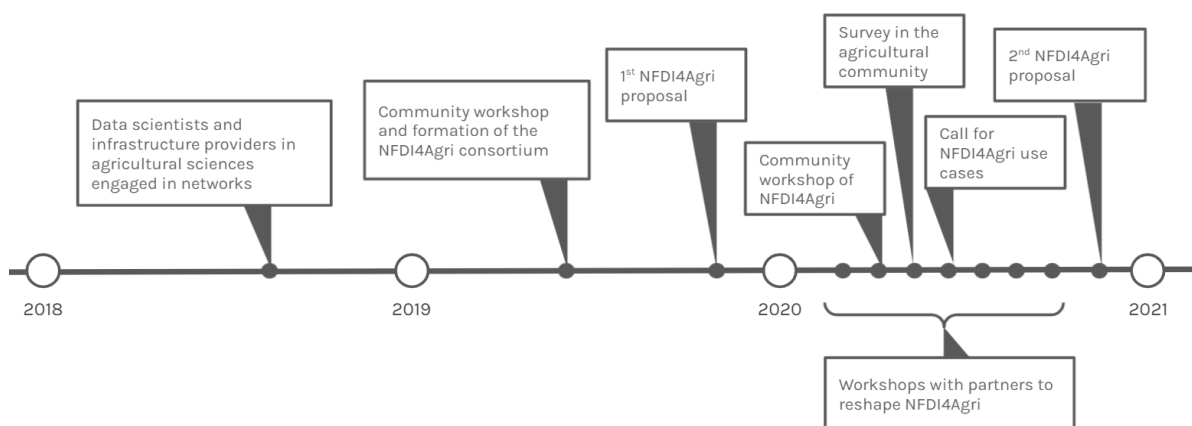 Data scientists and
infrastructure providers in
agricultural sciences
engaged in networks
Community workshop
and formation of the
NFDI4Agri consortium
1st NFDI4Agri
proposal
Community
workshop of
NFDI4Agri
Survey in the
agricultural
community
Call for
NFDI4Agri use
cases
2nd NFDI4Agri
proposal
2018
2019
2020
2021
Workshops with partners to
reshape NFDI4Agri